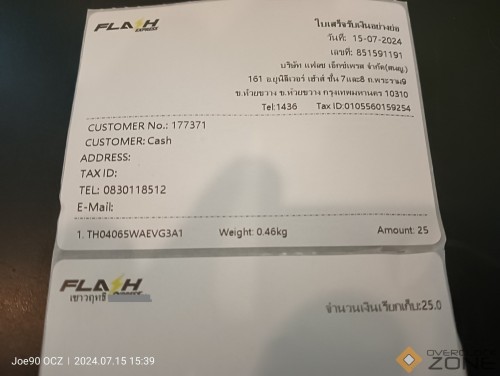 FLASH EXPRESS
ใบเสร็จรับเงินอย่างย่อ
วันที่: 15-07-2024
เลขที่: 851591191
บริษัท แฟลช เอ็กซ์เพรส จำกัด(สนญ.)
161 อ.ยูนิลีเวอร์ เฮ้าส์ ชั้น 7และ8 ถ.พระราม9
ข.ห้วยขวาง ข.ห้วยขวาง กรุงเทพมหานคร 10310
Tel:1436 Tax ID:0105560159254
CUSTOMER No.: 177371
CUSTOMER: Cash
ADDRESS:
TAX ID:
TEL: 0830118512
E-Mail:
1. TH04065WAEVG3A1 Weight: 0.46kg Amount: 25
FLASH
เชาวฤทธิ์
จำนวนเงินเรียกเก็บ:25.0
Joe90 OCZ | 2024.07.15 15:39
OVERCLOCK ZONE